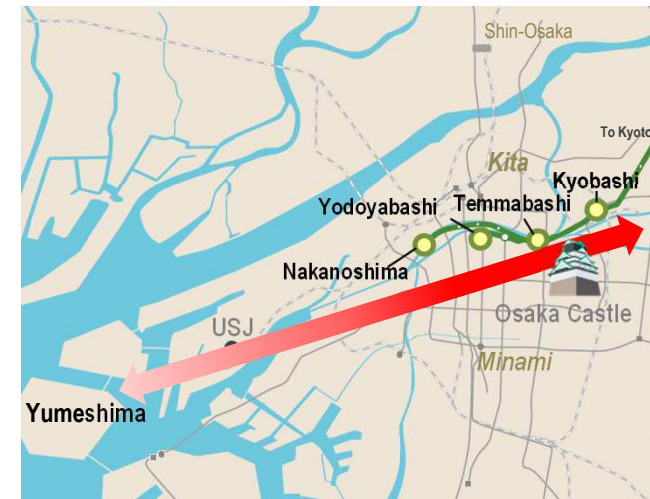 Shin-Osaka
To Kyoto
Kita
Kyobashi
Yodoyabashi
Temmabashi
Nakanoshima
Osaka Castle
USJ
Minami
Yumeshima